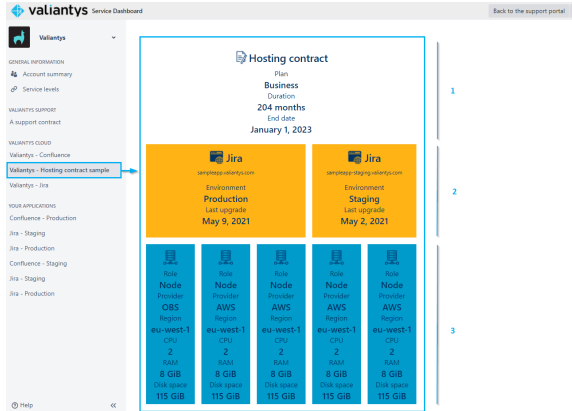 valiantys Service Dashboard
Back to the support portal
Valiantys
GENERAL INFORMATION
Account summary
Service levels
VALIANTYS SUPPORT
A support contract
VALIANTYS CLOUD
Valiantys - Confluence
Valiantys - Hosting contract sample
Valiantys - Jira
YOUR APPLICATIONS
Confluence - Production
Jira - Staging
Jira - Production
Confluence - Staging
Jira - Staging
Jira - Production
Help
Hosting contract
Plan
Business
Duration
204 months
End date
January 1, 2023
1
Jira
sampleapp.valiantys.com
Environment
Production
Last upgrade
May 9, 2021
Jira
sampleapp-staging.valiantys.com
Environment
Staging
Last upgrade
May 2, 2021
2
Role Role Role Role Role
Node Node Node Node Node
Provider Provider Provider Provider Provider
OBS AWS AWS AWS AWS
Region Region Region Region Region
eu-west-1 eu-west-1 eu-west-1 eu-west-1 eu-west-1
CPU CPU CPU CPU CPU
2 2 2 2 2
RAM RAM RAM RAM RAM
8 GiB 8 GiB 8 GiB 8 GiB 8 GiB
Disk space Disk space Disk space Disk space Disk space
115 GiB 115 GiB 115 GiB 115 GiB 115 GiB
3